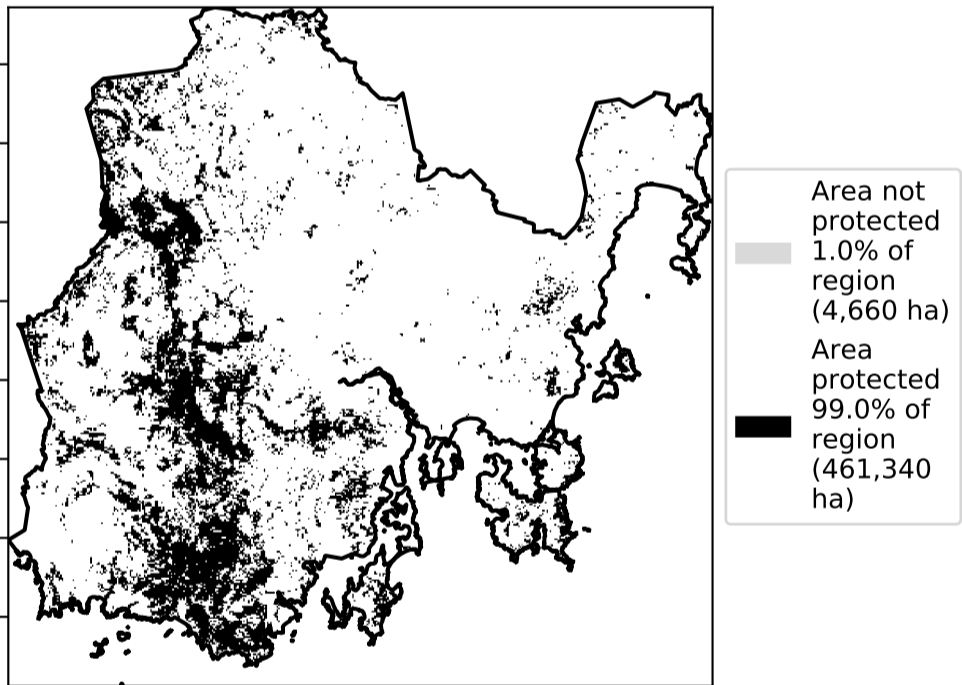 Area not
protected
1.0% of
region
(4,660 ha)
Area
protected
99.0% of
region
(461,340
ha)